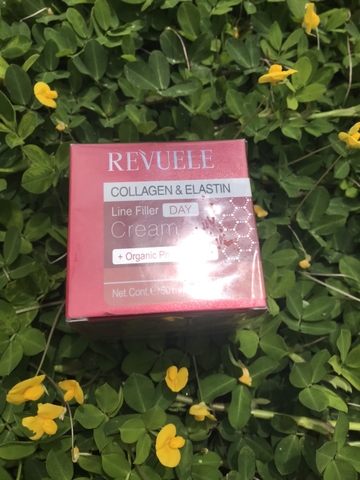 REVUELE
COLLAGEN & ELASTIN
Line Filler DAY
Cream
+ Organic
Net. Cont.